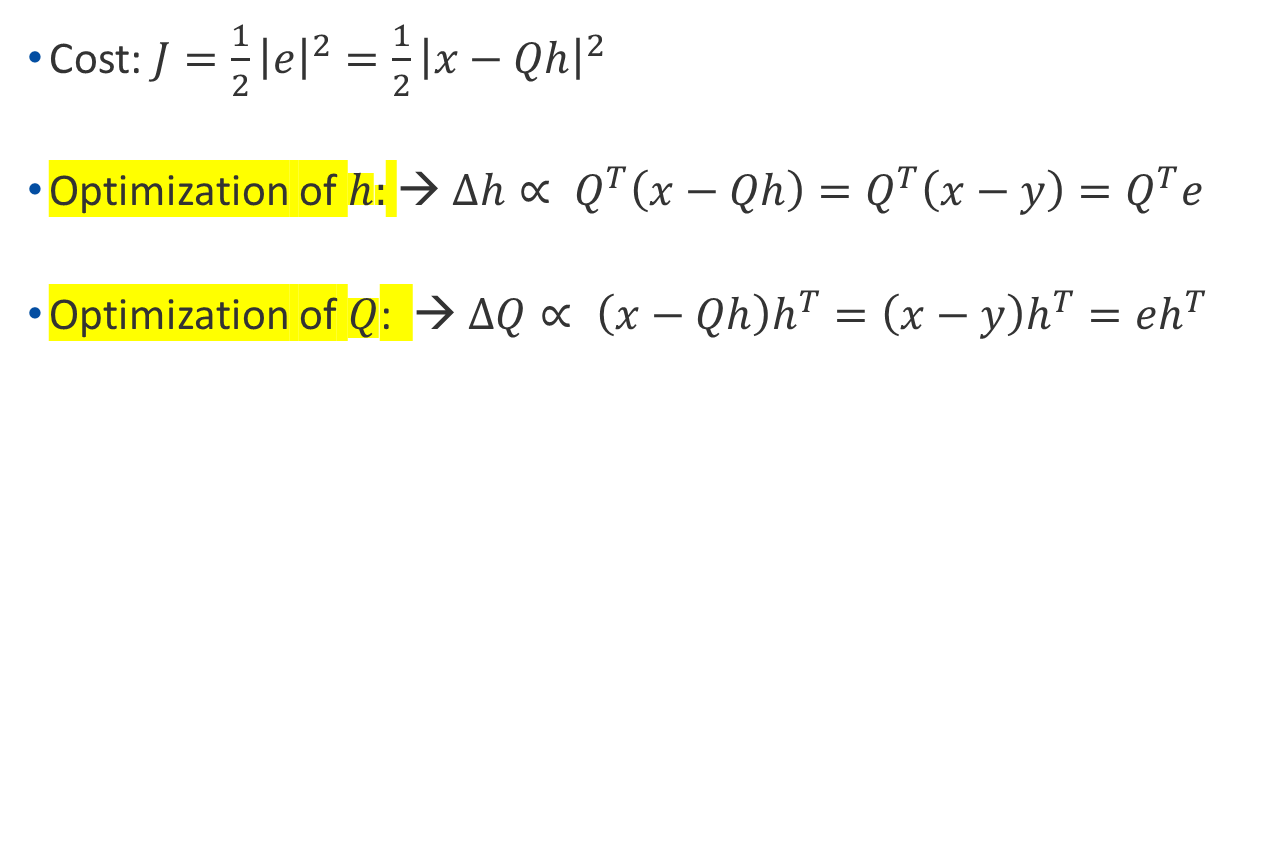 • Cost: J = 1/2 |e|² = 1/2 |x − Qh|²
• Optimization of h: → Δh ∝ Qᵀ(x − Qh) = Qᵀ(x − y) = Qᵀe
• Optimization of Q: → ΔQ ∝ (x − Qh)hᵀ = (x − y)hᵀ = ehᵀ